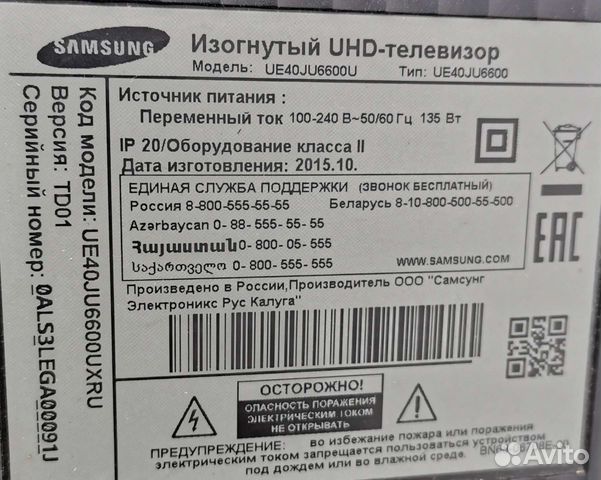 SAMSUNG
Изогнутый UHD-телевизор
Модель: UE40JU6600U Тип: UE40JU6600
Код модели: UE40JU6600UXRU
Версия: TD01
Серийный номер: 0ALS3LEGA00091J
Источник питания :
Переменный ток 100-240 В~50/60 Гц 135 Вт
IP 20/Оборудование класса II
Дата изготовления: 2015.10.
ЕДИНАЯ СЛУЖБА ПОДДЕРЖКИ (ЗВОНОК БЕСПЛАТНЫЙ)
Россия 8-800-555-55-55 Беларусь 8-10-800-500-55-500
Azərbaycan 0-88-555-55-55
Հայաստան 0-800-05-555
საქართველო 0-800-555-555
WWW.SAMSUNG.COM
EAC
Произведено в России,Производитель ООО "Самсунг
Электроникс Рус Калуга"
ОСТОРОЖНО!
ОПАСНОСТЬ ПОРАЖЕНИЯ
ЭЛЕКТРИЧЕСКИМ ТОКОМ
НЕ ОТКРЫВАТЬ
ПРЕДУПРЕЖДЕНИЕ: во избежание пожара или поражения
электрическим током запрещается пользоваться устройством
под дождем или во влажной среде.
Avito